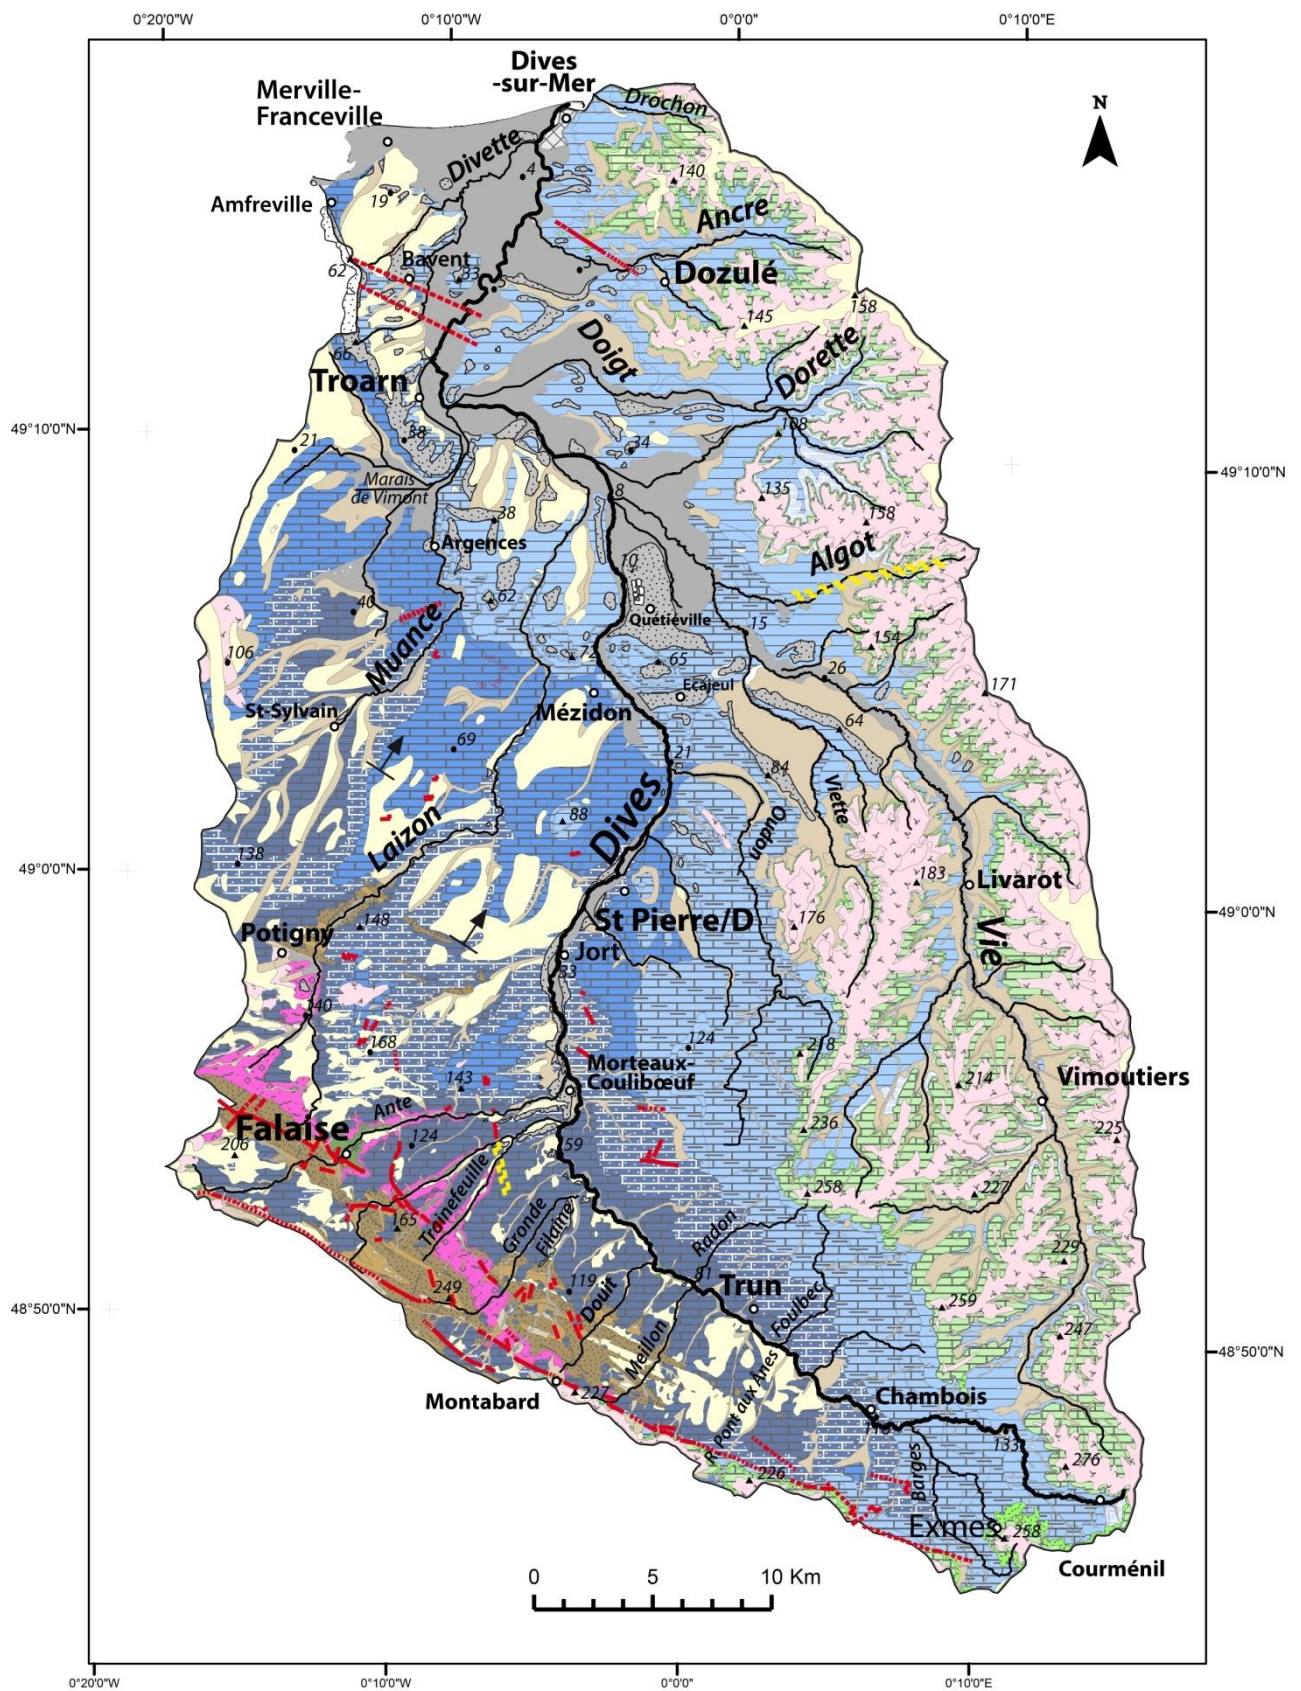 0°20'0"W
0°10'0"W
0°0'0"
0°10'0"E
Dives
-sur-Mer
Merville-
Franceville
Drochon
N
Divette
4
140
Amfreville
19
Ancre
Bavent
62
33
3
Dozulé
158
145
Doigt
Dorette
66
Troarn
49°10'0"N
21
38
34
108
49°10'0"N
Marais
de Vimont
8
135
38
158
Argences
Algot
10
62
40
Quétiéville
15
Muance
154
106
72
65
26
171
Ecajeul
St-Sylvain
Mézidon
64
69
21
84
Viette
88
Dives
Oudon
Laizon
138
49°0'0"N
183
Livarot
148
St Pierre/D
176
49°0'0"N
Potigny
Vie
Jort
33
140
168
124
218
143
Morteaux-
Coulibœuf
214
Vimoutiers
Ante
Falaise
124
236
225
206
59
Trainefeuille
258
227
165
Gronde
Filaine
Radon
229
81
Trun
249
119
Douit
259
48°50'0"N
Foulbec
247
Meillon
48°50'0"N
Montabard
227
R. Pont aux Ânes
Chambois
110
133
276
226
Barges
Exmes
258
Courménil
0
5
10 Km
0°20'0"W
0°10'0"W
0°0'0"
0°10'0"E